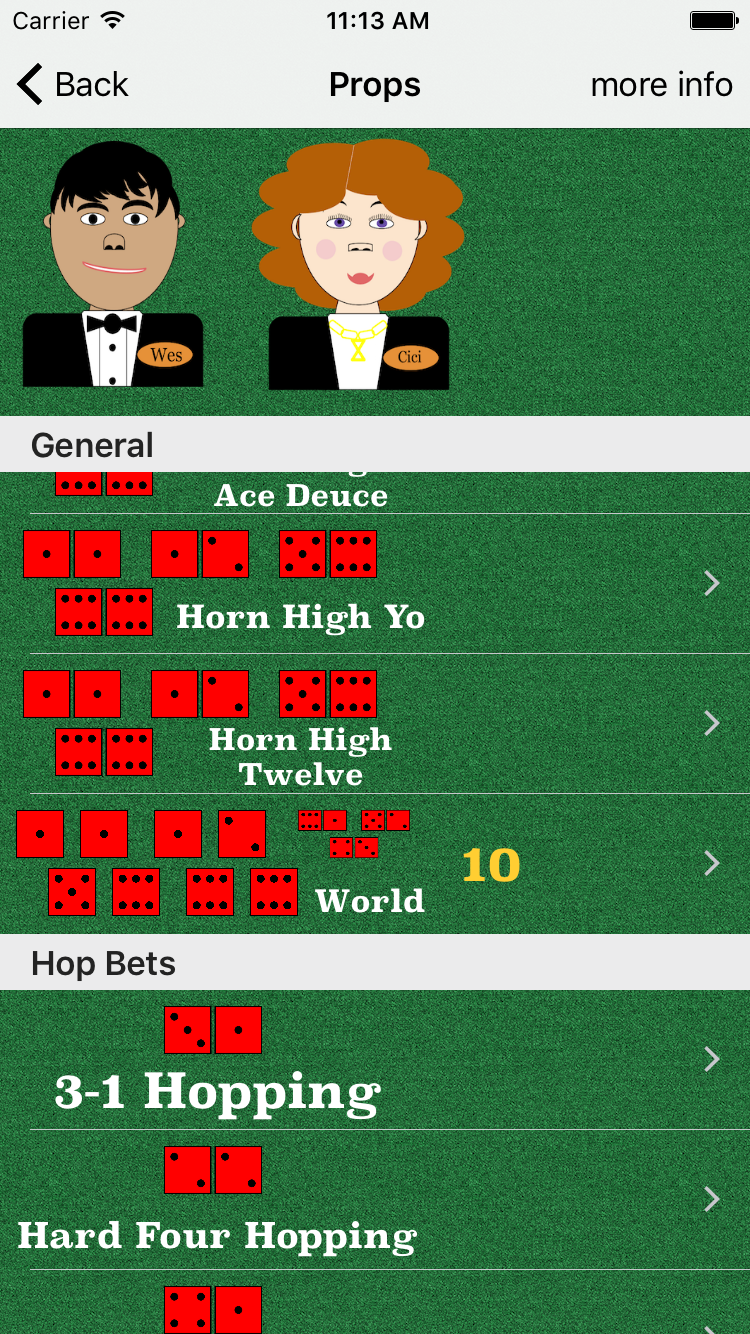 Carrier 11:13 AM
Back Props more info
Wes
Cici
General
Ace Deuce
Horn High Yo
Horn High
Twelve
10
World
Hop Bets
3-1 Hopping
Hard Four Hopping